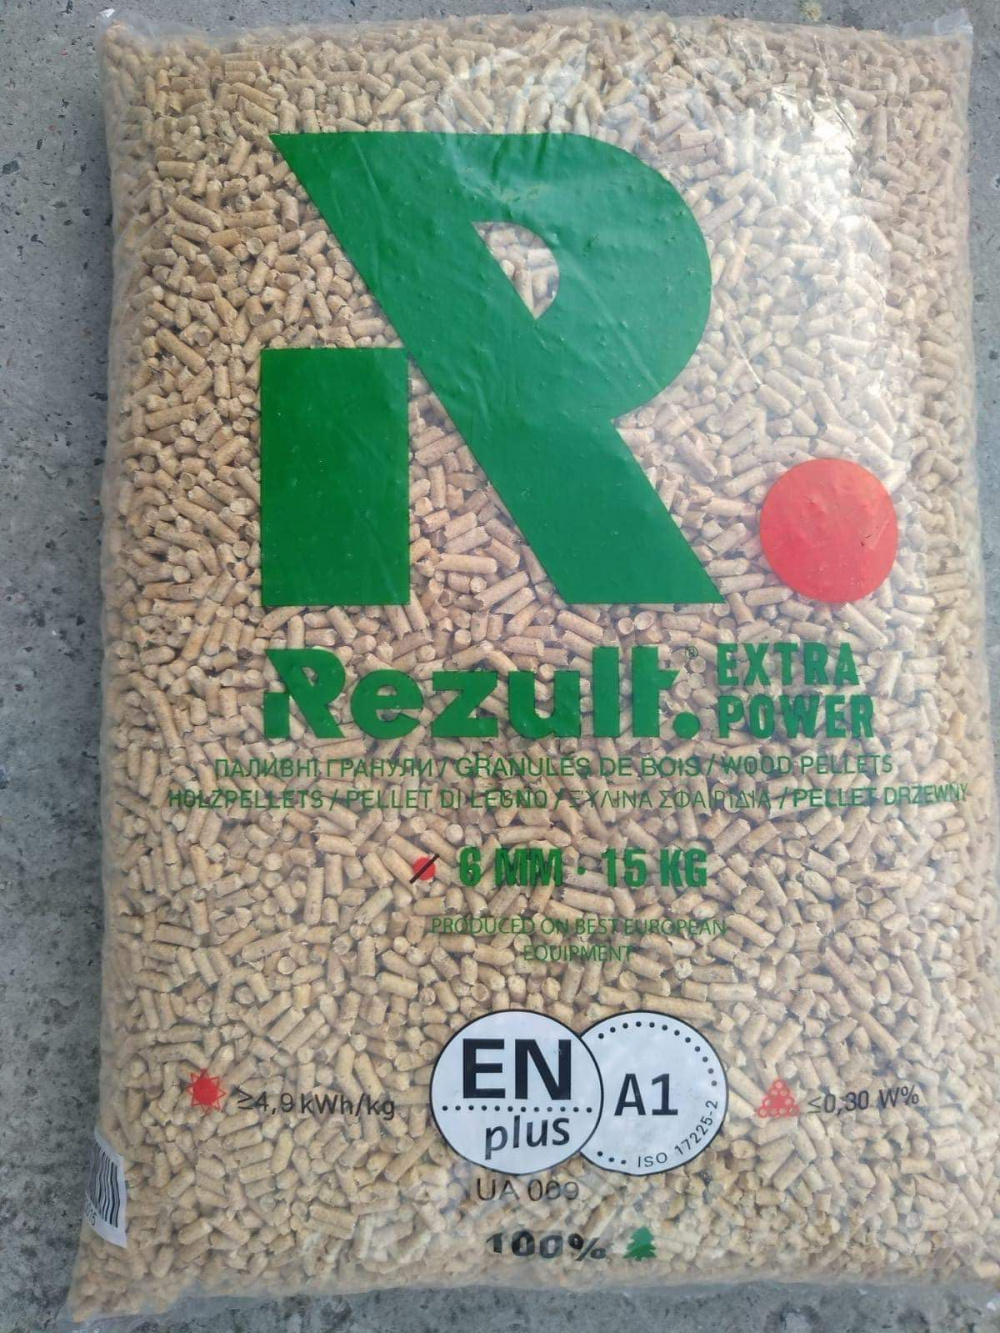 R.
Rezult.® EXTRA POWER
ПАЛИВНІ ГРАНУЛИ / GRANULÉS DE BOIS / WOOD PELLETS
HOLZPELLETS / PELLET DI LEGNO / ΞΥΛΙΝΑ ΣΦΑΙΡΙΔΙΑ / PELLET DRZEWNY
6 MM · 15 KG
PRODUCED ON BEST EUROPEAN
EQUIPMENT
≥4,9 kWh/kg
EN plus
A1
ISO 17225-2
≤0,30 W%
UA 009
100%